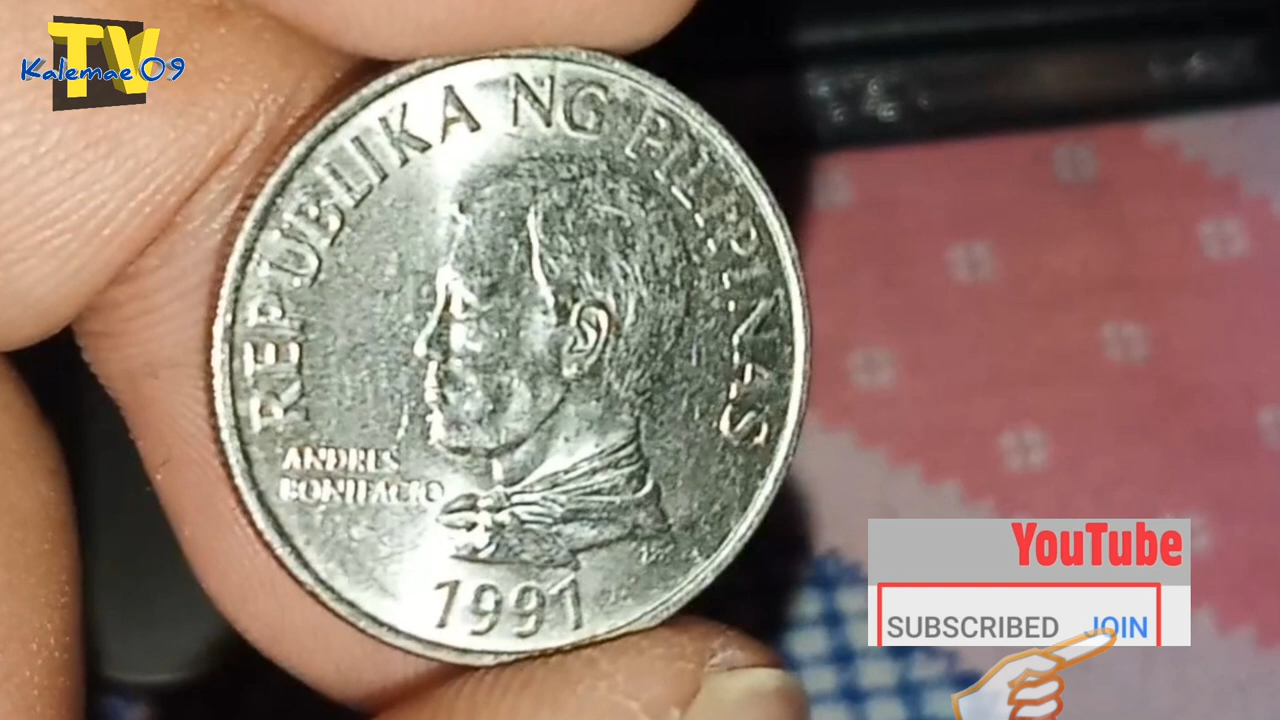 TV
Kalemae 09
REPUBLIKA NG PILIPINAS
ANDRES
BONIFACIO
1991
YouTube
SUBSCRIBED JOIN